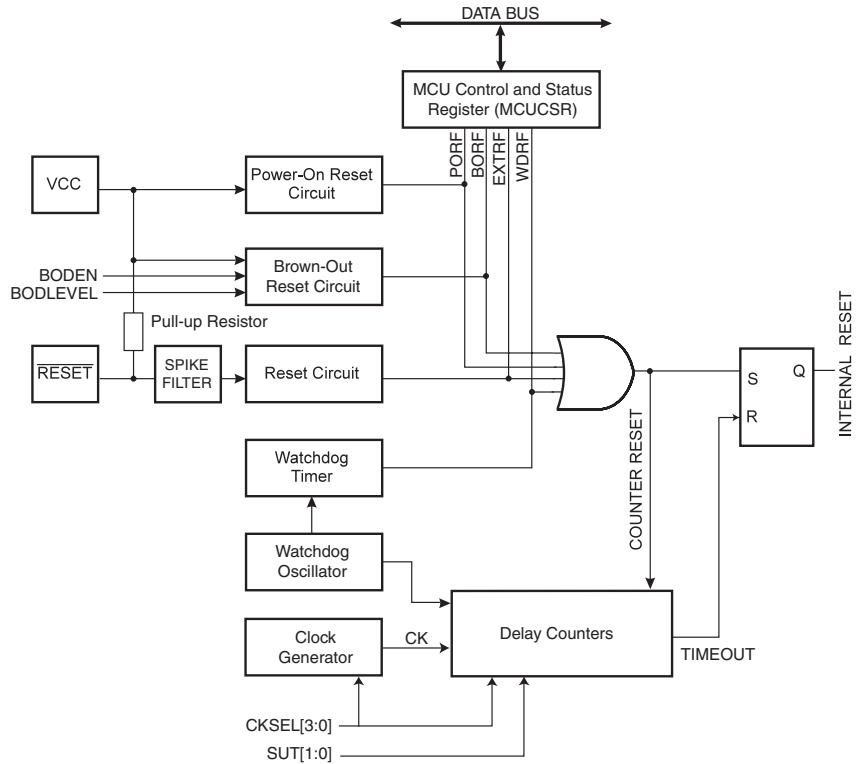 DATA BUS
MCU Control and Status
Register (MCUCSR)
PORF
BORF
EXTRF
WDRF
VCC
Power-On Reset
Circuit
BODEN
BODLEVEL
Brown-Out
Reset Circuit
Pull-up Resistor
RESET
SPIKE
FILTER
Reset Circuit
S
Q
R
INTERNAL RESET
COUNTER RESET
Watchdog
Timer
Watchdog
Oscillator
Clock
Generator
CK
Delay Counters
TIMEOUT
CKSEL[3:0]
SUT[1:0]